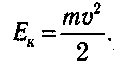 Eк = mv²/2.